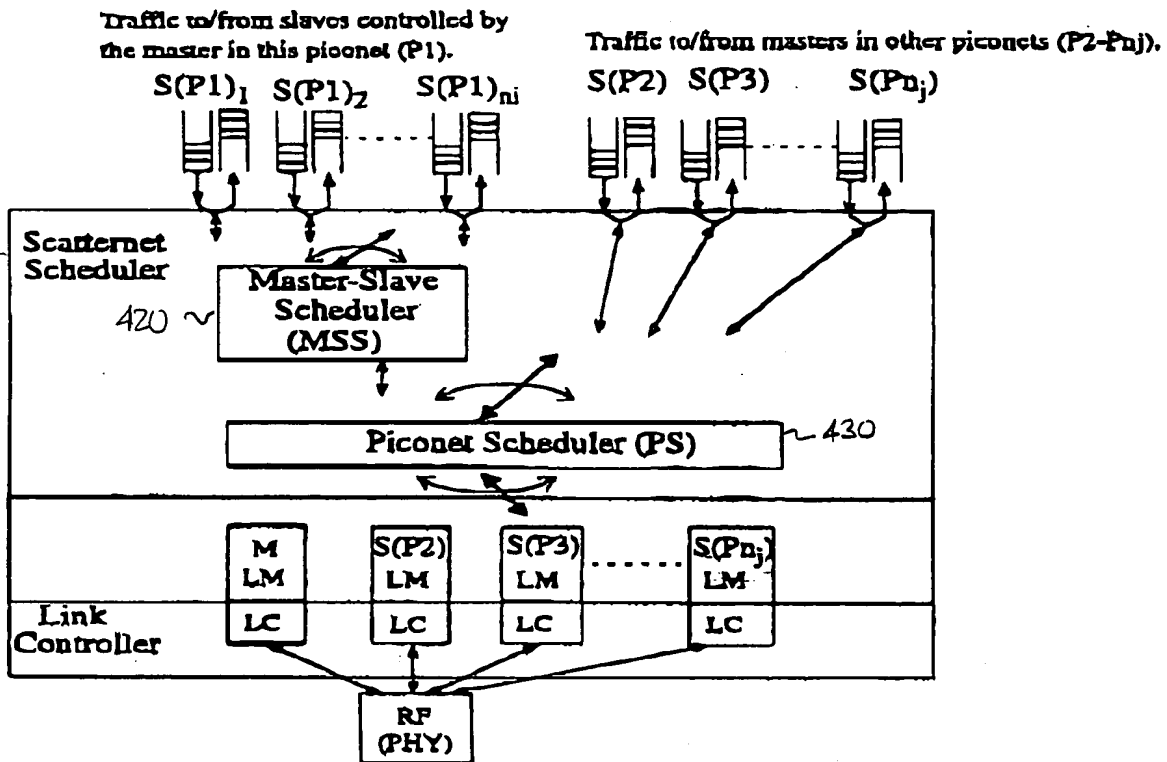 Traffic to/from slaves controlled by
the master in this piconet (P1).
Traffic to/from masters in other piconets (P2-Pnj).
S(P1)1 S(P1)2 S(P1)ni S(P2) S(P3) S(Pnj)
Scatternet
Scheduler
Master-Slave
Scheduler
(MSS)
420
Piconet Scheduler (PS)
430
M S(P2) S(P3) S(Pnj)
LM LM LM LM
Link
Controller
LC LC LC LC
RF
(PHY)